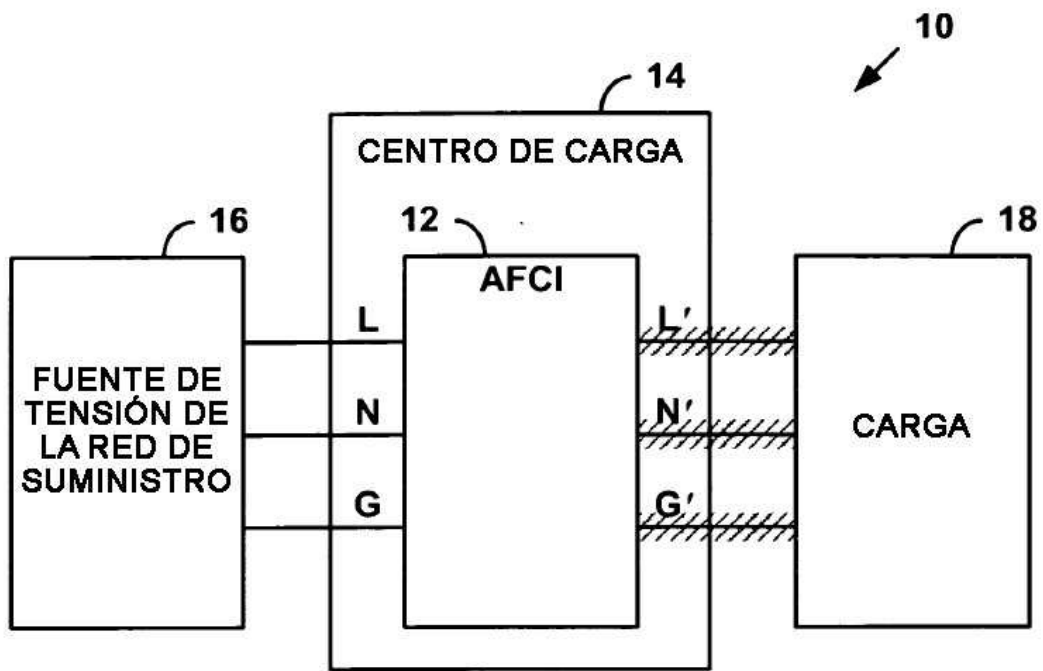 10
14
CENTRO DE CARGA
16
12
18
AFCI
L
L′
FUENTE DE
TENSIÓN DE
LA RED DE
SUMINISTRO
N
N′
CARGA
G
G′